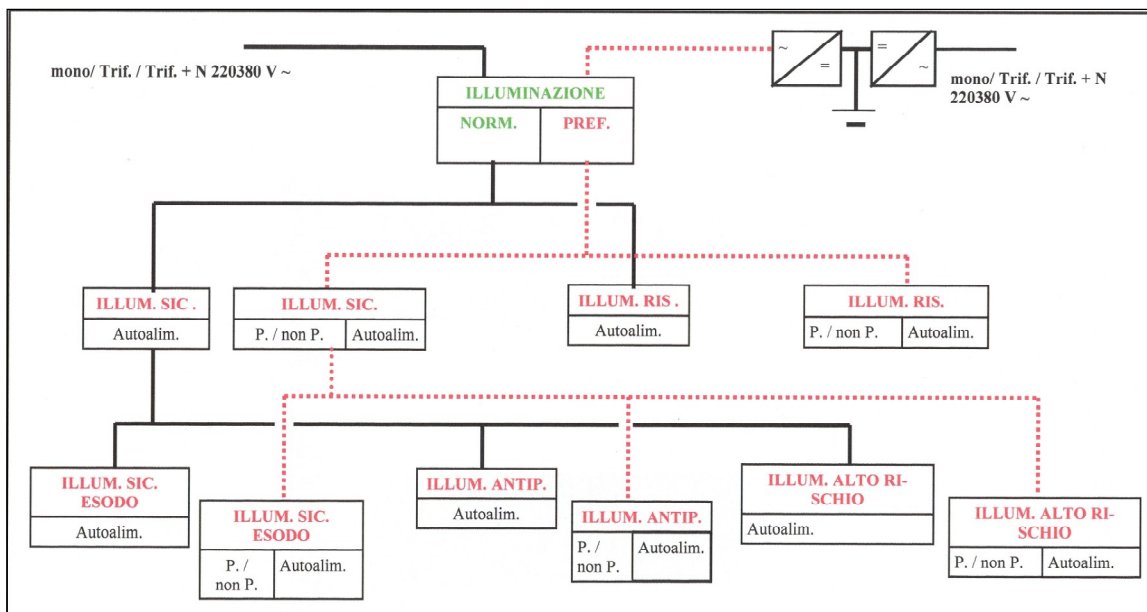 mono/ Trif. / Trif. + N 220380 V ~
~
=
=
~
mono/ Trif. / Trif. + N
220380 V ~
ILLUMINAZIONE
NORM.
PREF.
ILLUM. SIC .
Autoalim.
ILLUM. SIC.
P. / non P.
Autoalim.
ILLUM. RIS .
Autoalim.
ILLUM. RIS.
P. / non P.
Autoalim.
ILLUM. SIC.
ESODO
Autoalim.
ILLUM. SIC.
ESODO
P. /
non P.
Autoalim.
ILLUM. ANTIP.
Autoalim.
ILLUM. ANTIP.
P. /
non P.
Autoalim.
ILLUM. ALTO RI-
SCHIO
Autoalim.
ILLUM. ALTO RI-
SCHIO
P. / non P.
Autoalim.